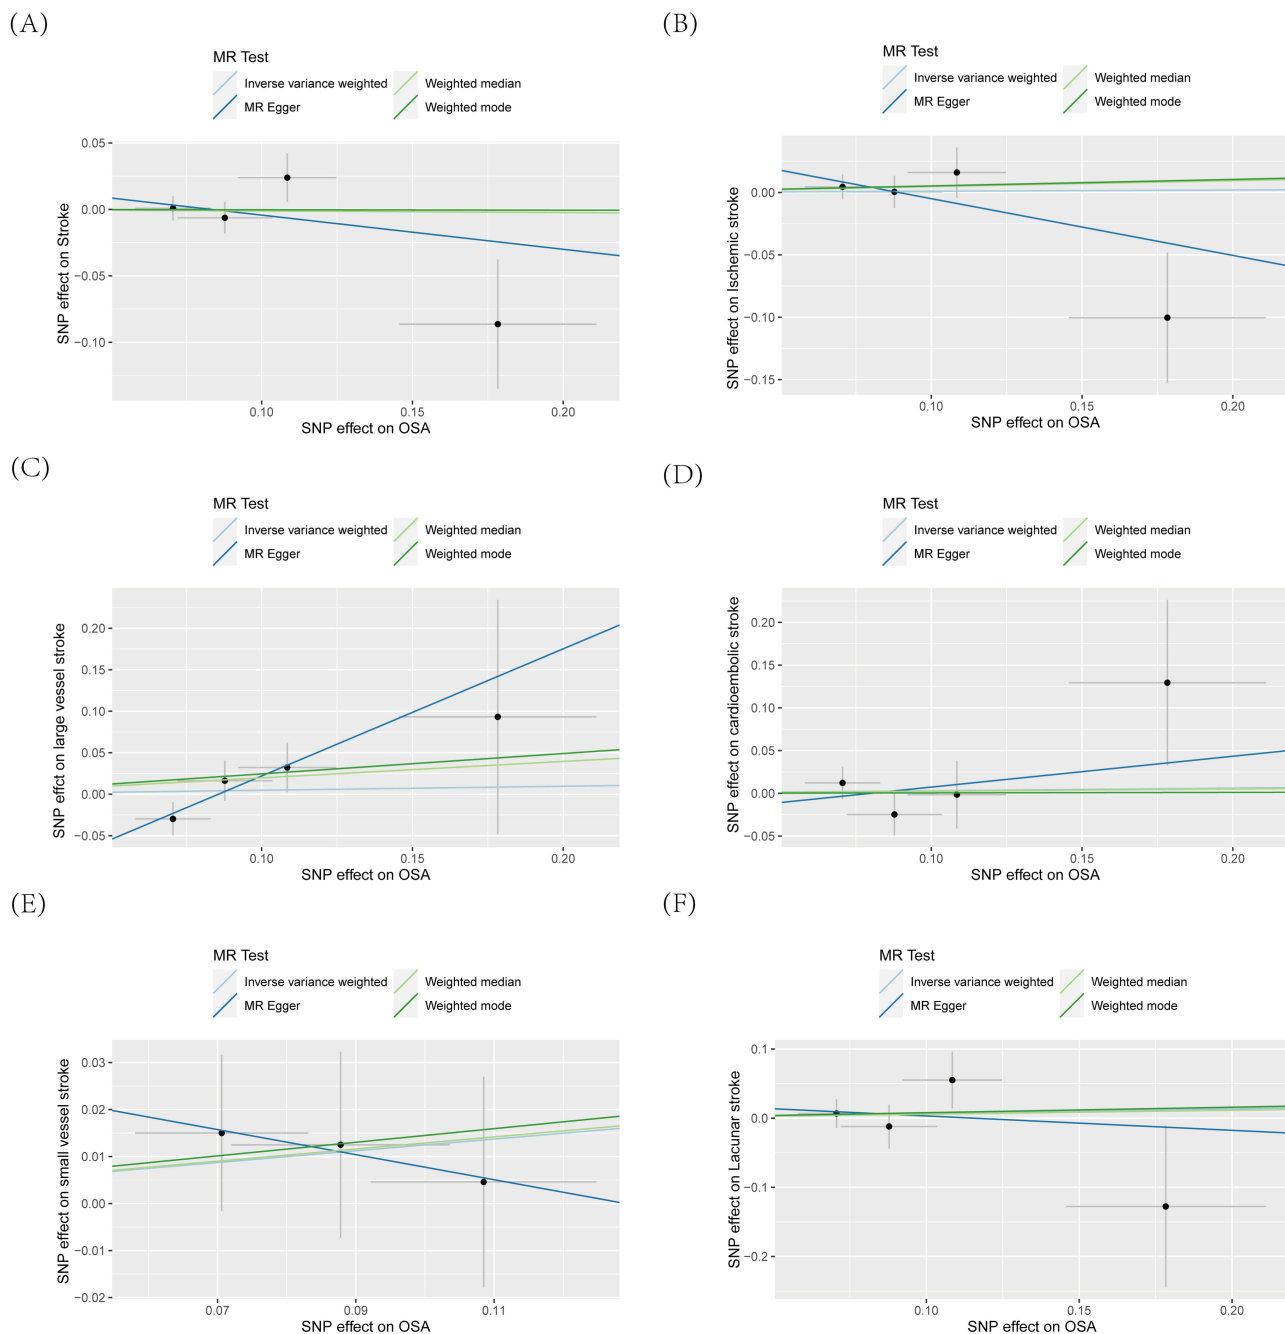 (A)
MR Test
Inverse variance weighted
Weighted median
MR Egger
Weighted mode
SNP effect on Stroke
0.05
0.00
−0.05
−0.10
0.10
0.15
0.20
SNP effect on OSA
(B)
MR Test
Inverse variance weighted
Weighted median
MR Egger
Weighted mode
SNP effect on Ischemic stroke
0.00
−0.05
−0.10
−0.15
0.10
0.15
0.20
SNP effect on OSA
(C)
MR Test
Inverse variance weighted
Weighted median
MR Egger
Weighted mode
SNP effct on large vessel stroke
0.20
0.15
0.10
0.05
0.00
−0.05
0.10
0.15
0.20
SNP effect on OSA
(D)
MR Test
Inverse variance weighted
Weighted median
MR Egger
Weighted mode
SNP effect on cardioembolic stroke
0.20
0.15
0.10
0.05
0.00
−0.05
0.10
0.15
0.20
SNP effect on OSA
(E)
MR Test
Inverse variance weighted
Weighted median
MR Egger
Weighted mode
SNP effect on small vessel stroke
0.03
0.02
0.01
0.00
−0.01
−0.02
0.07
0.09
0.11
SNP effect on OSA
(F)
MR Test
Inverse variance weighted
Weighted median
MR Egger
Weighted mode
SNP effect on Lacunar stroke
0.1
0.0
−0.1
−0.2
0.10
0.15
0.20
SNP effect on OSA